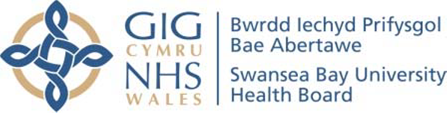 GIG
CYMRU
NHS
WALES
Bwrdd Iechyd Prifysgol
Bae Abertawe
Swansea Bay University
Health Board